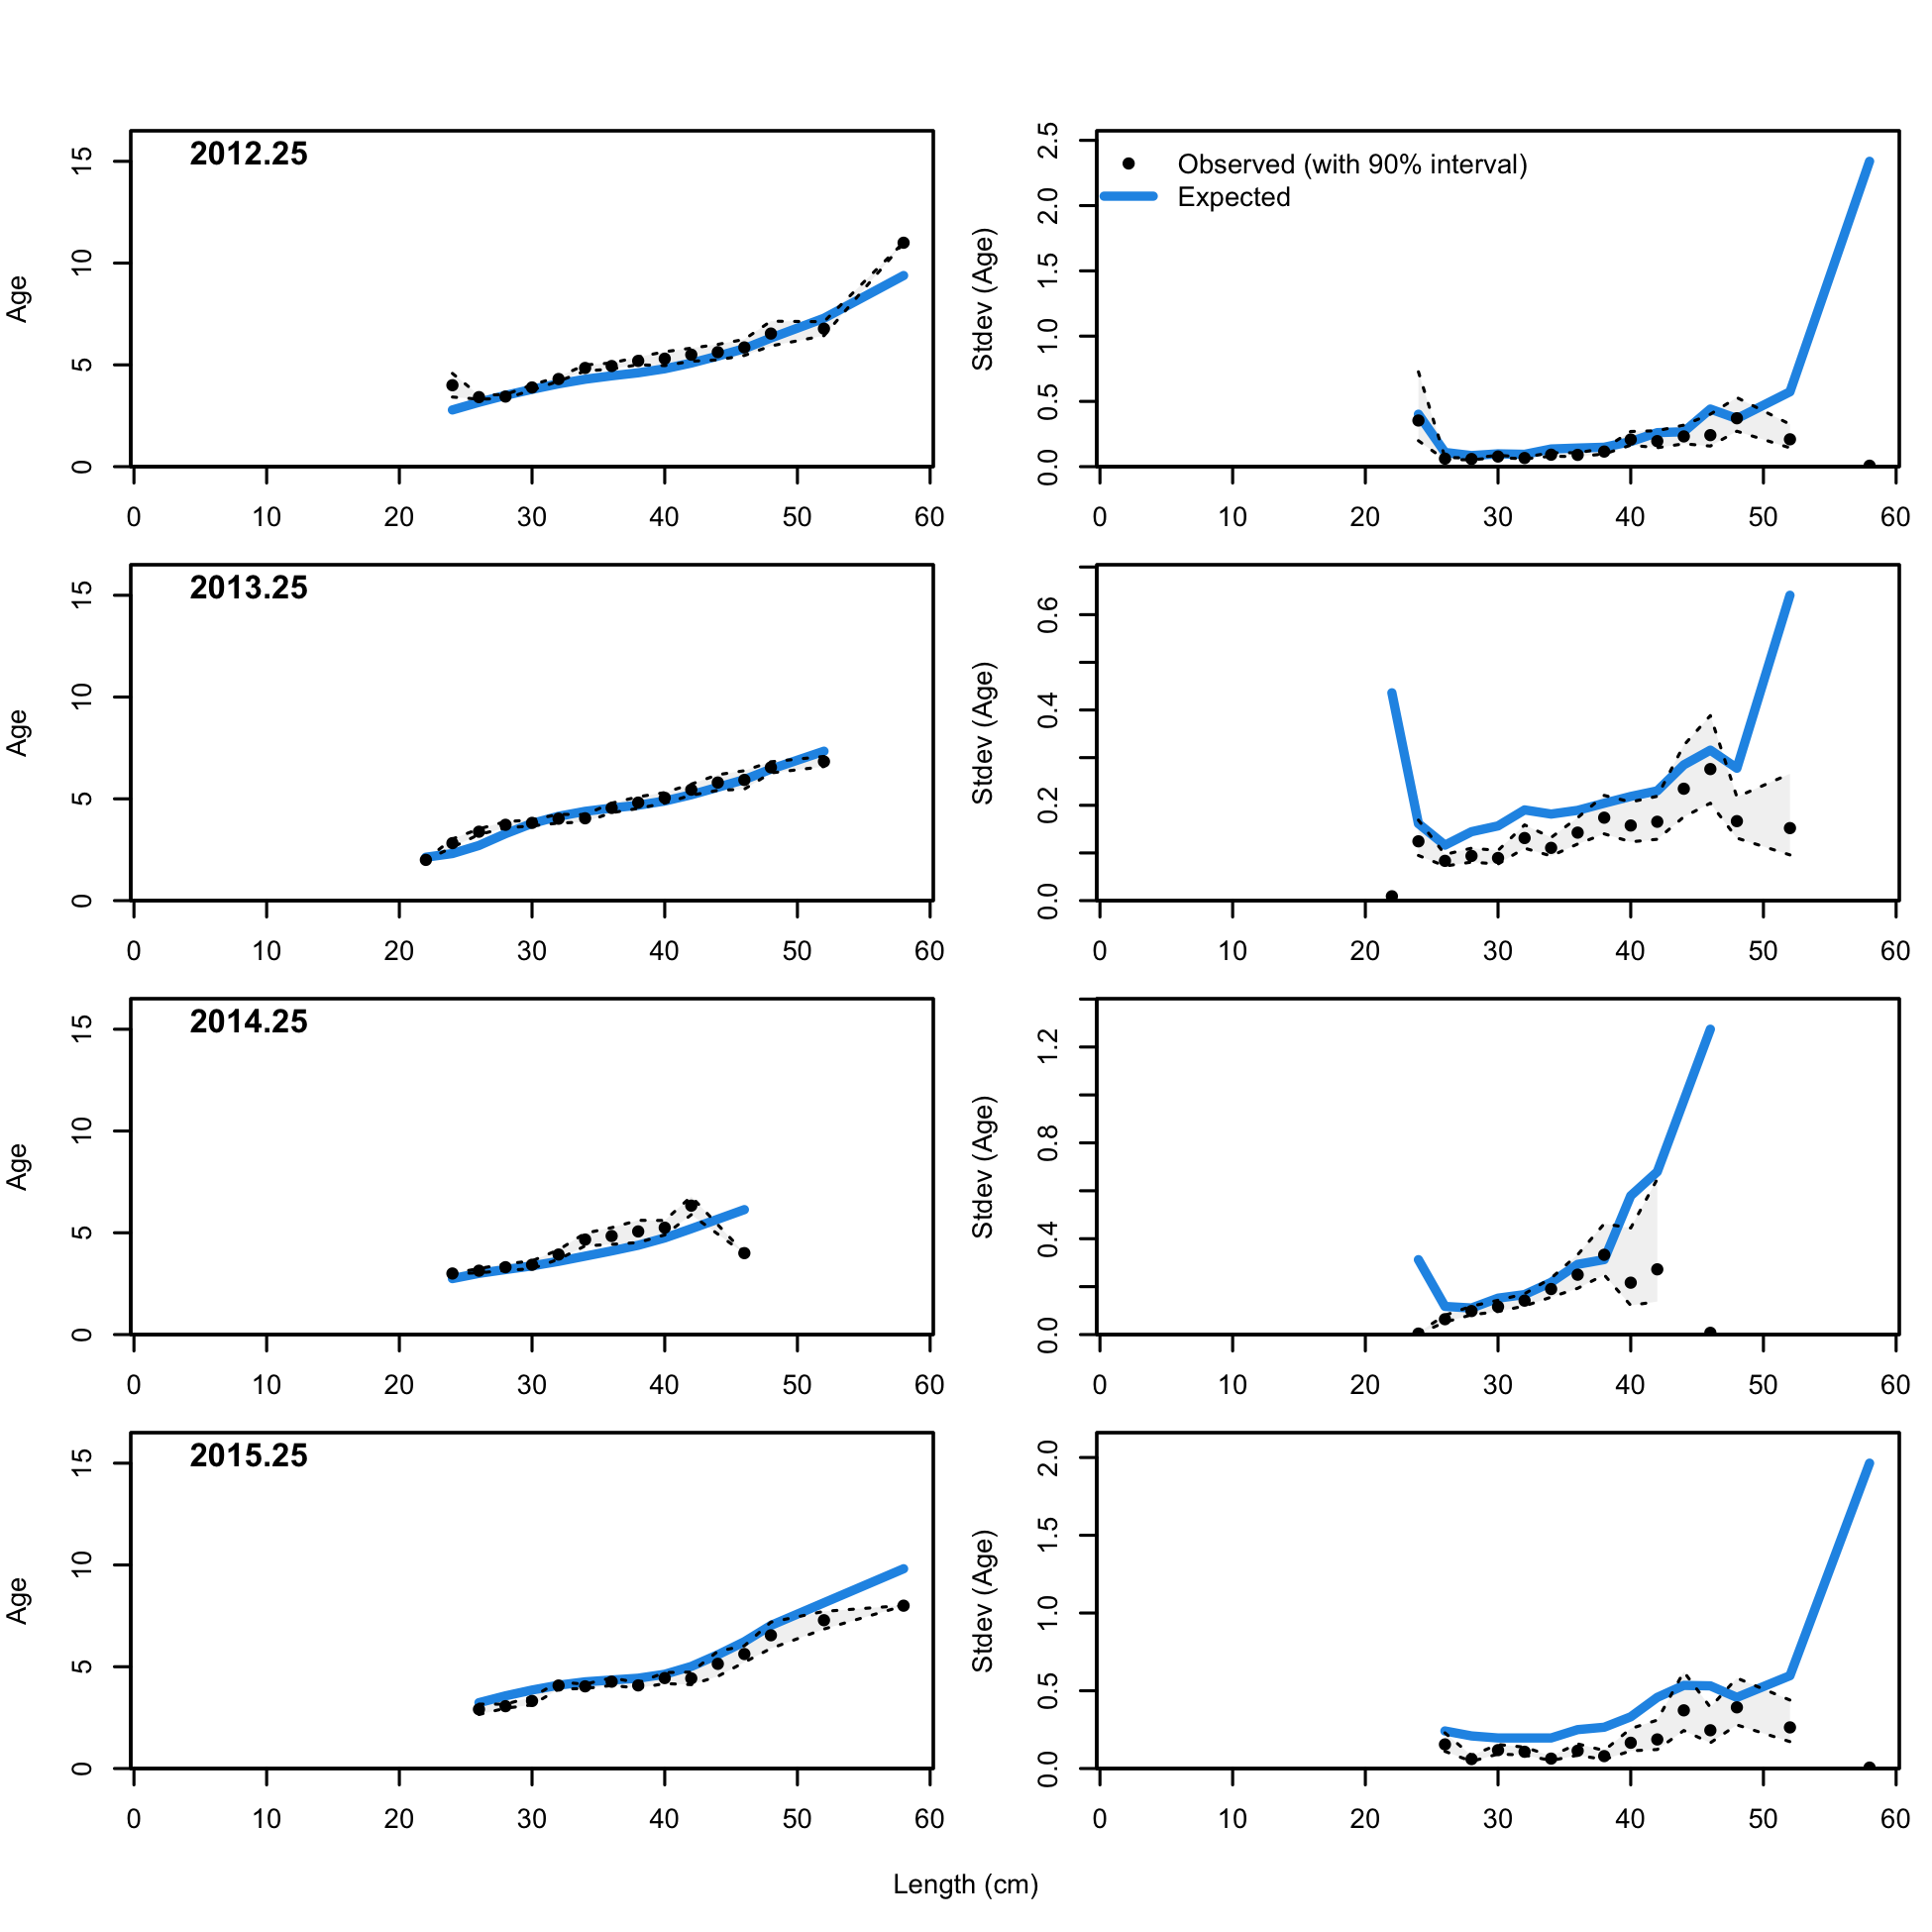 2012.25
Age
0 5 10 15
0 10 20 30 40 50 60
Observed (with 90% interval)
Expected
Stdev (Age)
0.0 0.5 1.0 1.5 2.0 2.5
0 10 20 30 40 50 60
2013.25
Age
0 5 10 15
0 10 20 30 40 50 60
Stdev (Age)
0.0 0.2 0.4 0.6
0 10 20 30 40 50 60
2014.25
Age
0 5 10 15
0 10 20 30 40 50 60
Stdev (Age)
0.0 0.4 0.8 1.2
0 10 20 30 40 50 60
2015.25
Age
0 5 10 15
0 10 20 30 40 50 60
Stdev (Age)
0.0 0.5 1.0 1.5 2.0
0 10 20 30 40 50 60
Length (cm)